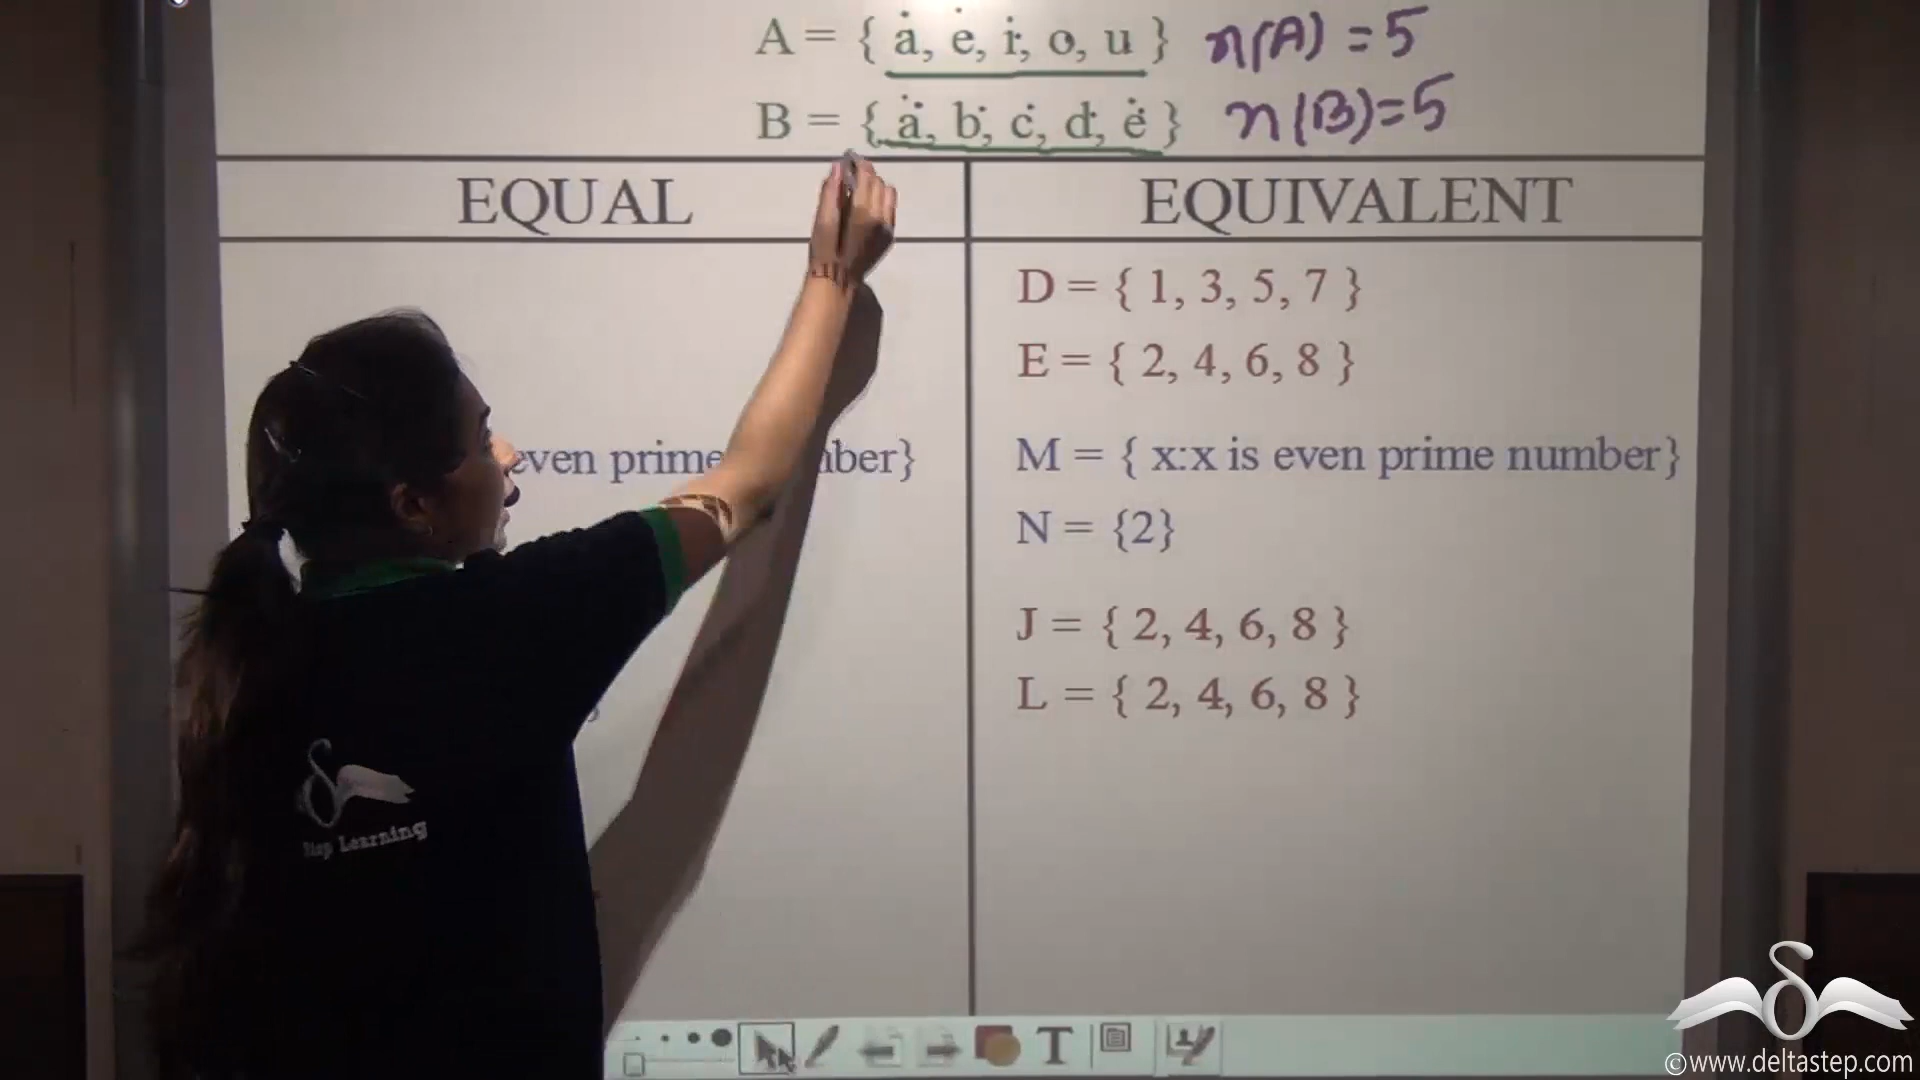 A = { a, e, i, o, u } n(A) = 5
B = { a, b, c, d, e } n(B)=5
EQUAL
EQUIVALENT
even prime
D = { 1, 3, 5, 7 }
E = { 2, 4, 6, 8 }
M = { x:x is even prime number}
N = {2}
J = { 2, 4, 6, 8 }
L = { 2, 4, 6, 8 }
Step Learning
T
©www.deltastep.com